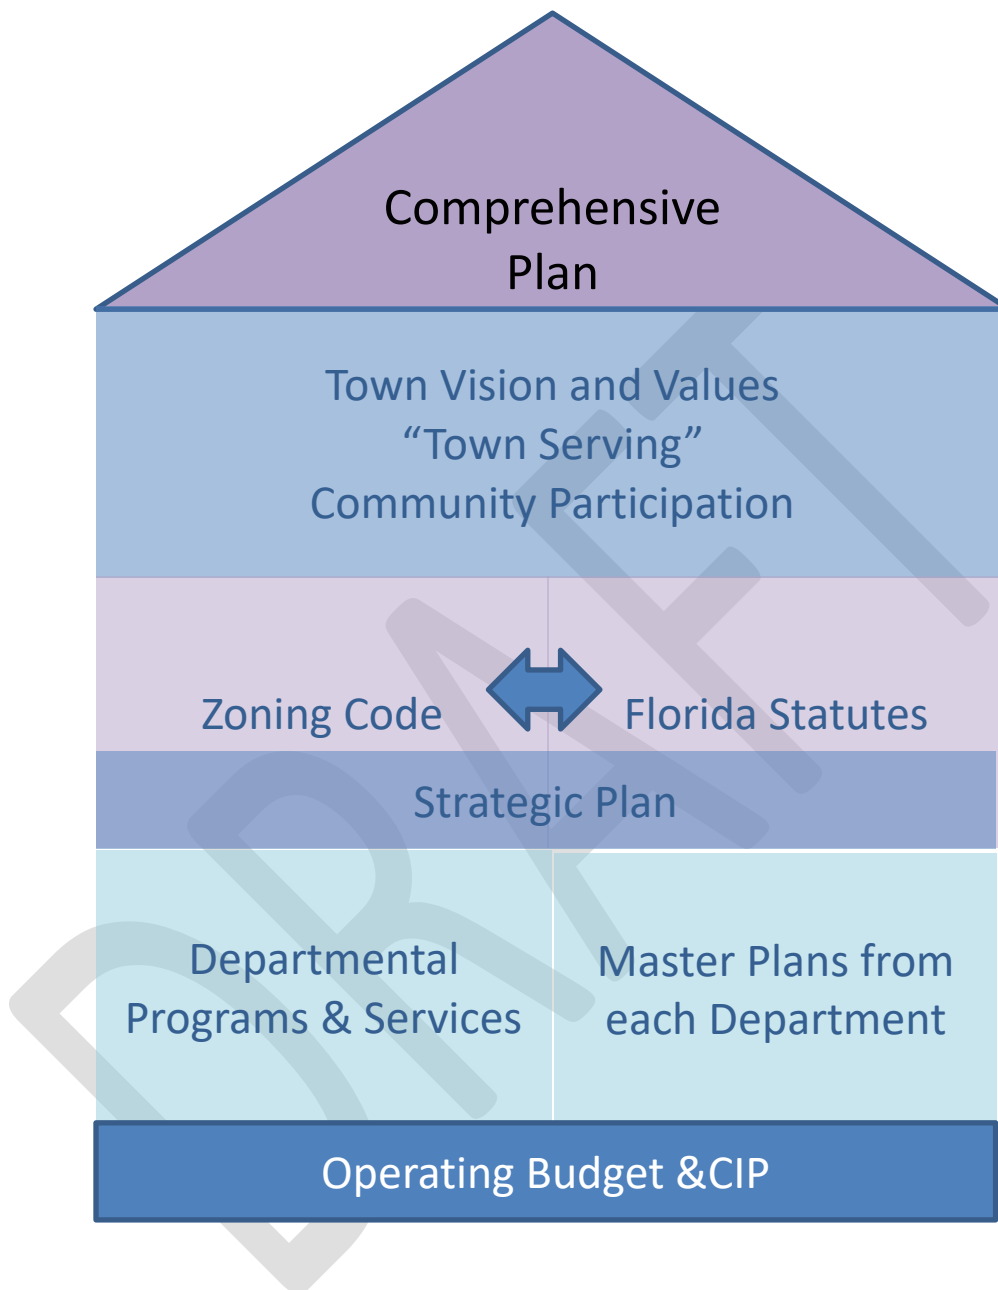 Comprehensive
Plan
Town Vision and Values
“Town Serving”
Community Participation
Zoning Code
Florida Statutes
Strategic Plan
Departmental
Programs & Services
Master Plans from
each Department
Operating Budget &CIP
DRAFT